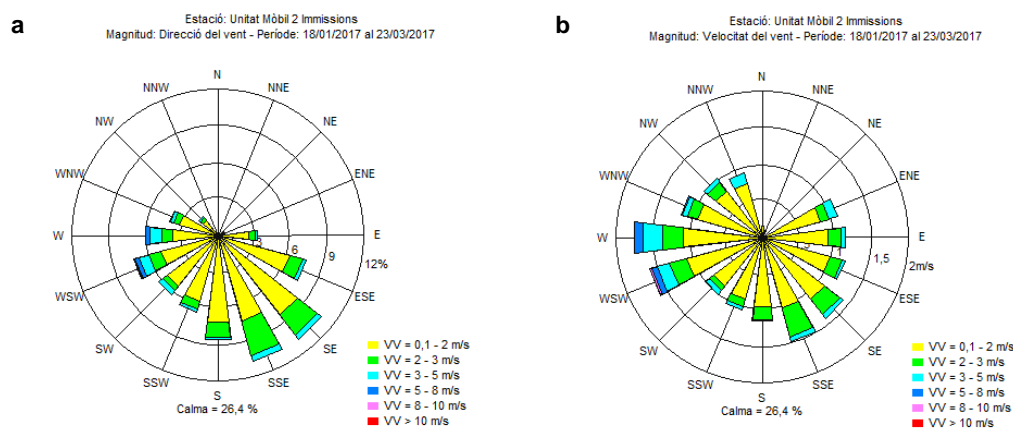 a
Estació: Unitat Mòbil 2 Immissions
Magnitud: Direcció del vent - Període: 18/01/2017 al 23/03/2017
N
NNE
NE
ENE
E
ESE
SE
SSE
S
SSW
SW
WSW
W
WNW
NW
NNW
3
6
9
12%
Calma = 26,4 %
VV = 0,1 - 2 m/s
VV = 2 - 3 m/s
VV = 3 - 5 m/s
VV = 5 - 8 m/s
VV = 8 - 10 m/s
VV > 10 m/s
b
Estació: Unitat Mòbil 2 Immissions
Magnitud: Velocitat del vent - Període: 18/01/2017 al 23/03/2017
N
NNE
NE
ENE
E
ESE
SE
SSE
S
SSW
SW
WSW
W
WNW
NW
NNW
1
1,5
2m/s
Calma = 26,4 %
VV = 0,1 - 2 m/s
VV = 2 - 3 m/s
VV = 3 - 5 m/s
VV = 5 - 8 m/s
VV = 8 - 10 m/s
VV > 10 m/s